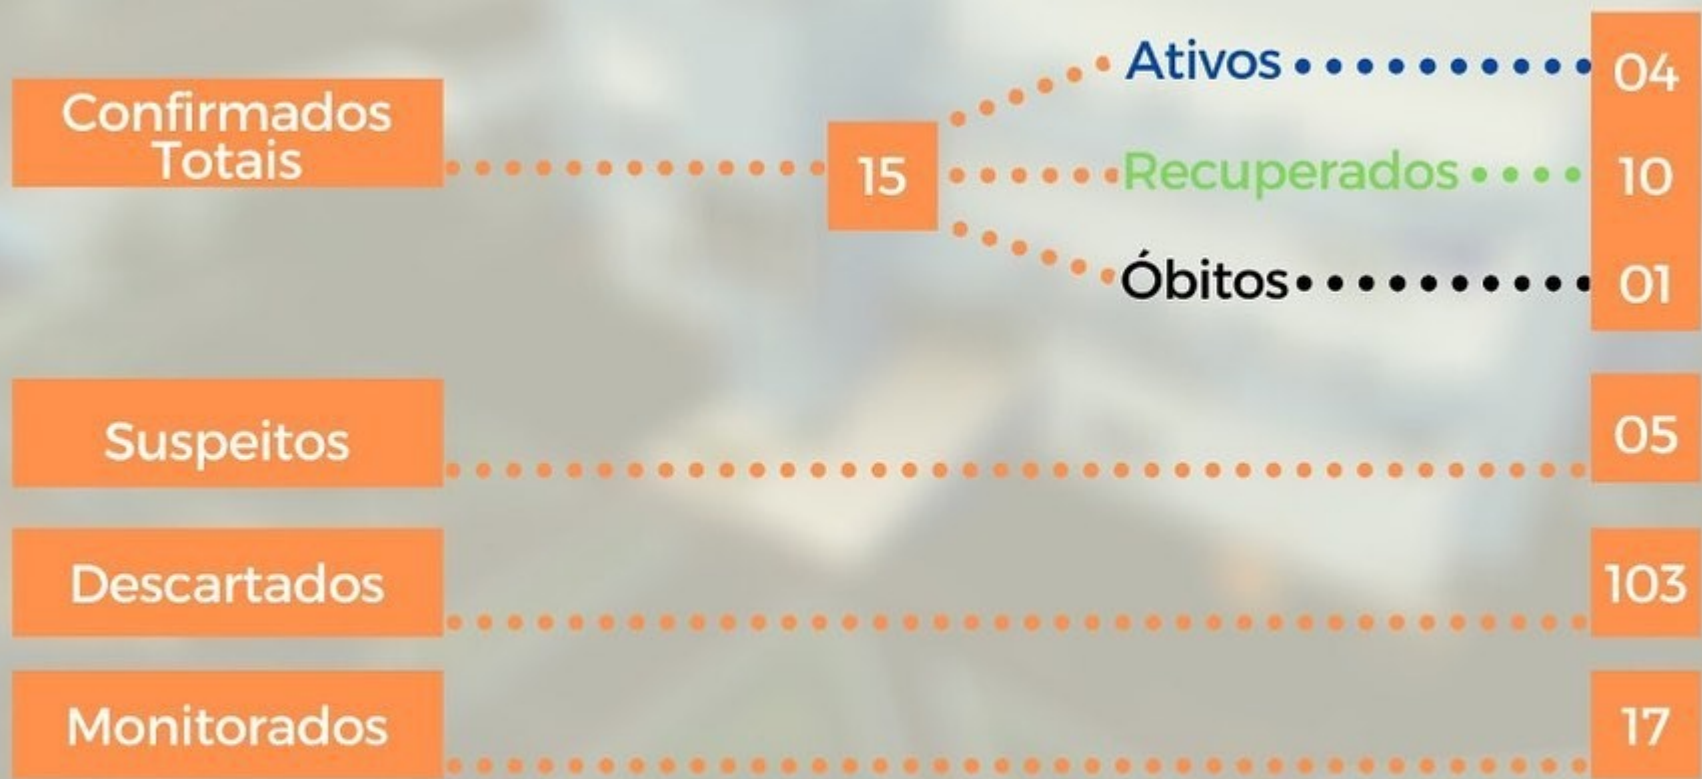 Confirmados
Totais
15
Ativos 04
Recuperados 10
Óbitos 01
Suspeitos 05
Descartados 103
Monitorados 17